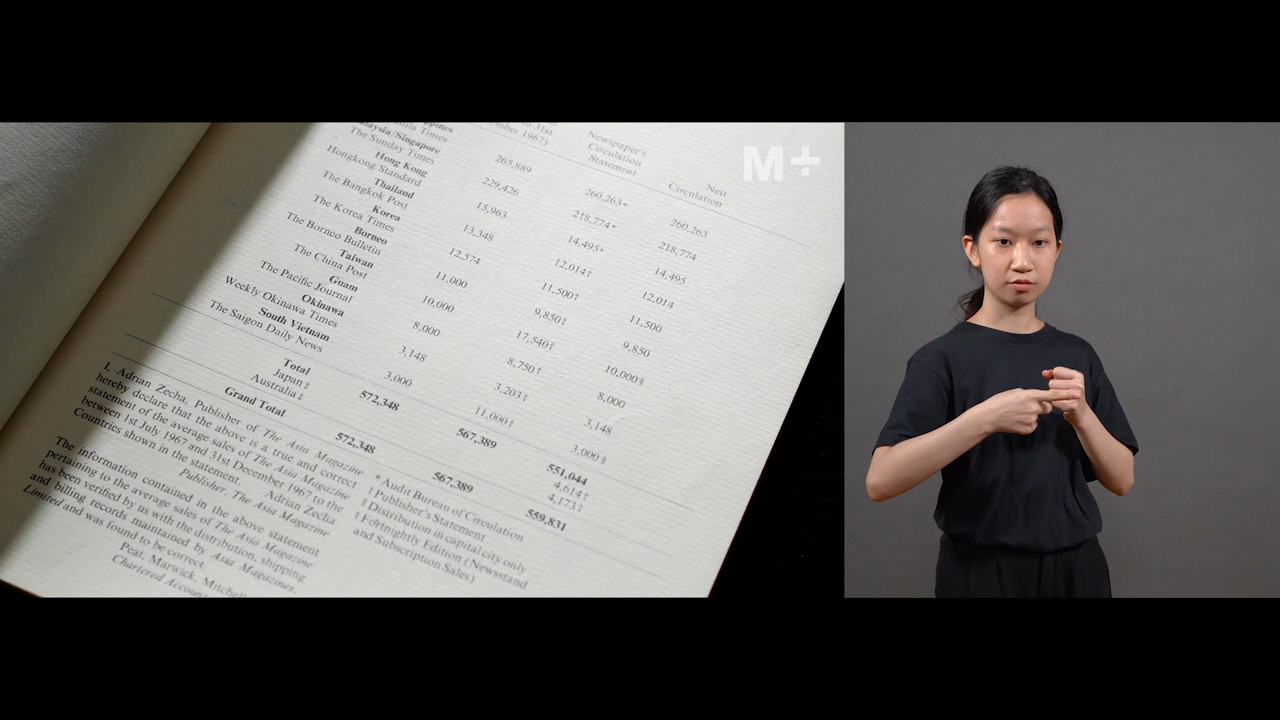 M+
to 31st
1967)
Newspaper's
Circulation
Statement
Nett
Circulation
Times 265,889 260,263* 260,263
/Singapore
The Sunday Times 229,426 218,774* 218,774
Hong Kong
Hongkong Standard 15,963 14,495* 14,495
Thailand
The Bangkok Post 13,348 12,014† 12,014
Korea
The Korea Times 12,574 11,500† 11,500
Borneo
The Borneo Bulletin 11,000 9,850† 9,850
Taiwan
The China Post 10,000 17,540† 10,000§
Guam
The Pacific Journal 8,000 8,750† 8,000
Okinawa
Weekly Okinawa Times 3,148 3,203‡ 3,148
South Vietnam
The Saigon Daily News 3,000 11,000† 3,000§
Total 572,348 567,389 551,044
Japan‡ 4,614†
Australia‡ 4,173‡
Grand Total 572,348 567,389 559,831
I, Adrian Zecha, Publisher of The Asia Magazine
hereby declare that the above is a true and correct
statement of the average sales of The Asia Magazine
between 1st July 1967 and 31st December 1967 to the
Countries shown in the statement. Adrian Zecha
Publisher, The Asia Magazine
The information contained in the above statement
pertaining to the average sales of The Asia Magazine
has been verified by us with the distribution, shipping
and billing records maintained by Asia Magazines,
Limited and was found to be correct.
Peat, Marwick, Mitchell
Chartered
* Audit Bureau of Circulation
† Publisher's Statement
‡ Distribution in capital city only
§ Fortnightly Edition (Newsstand
and Subscription Sales)